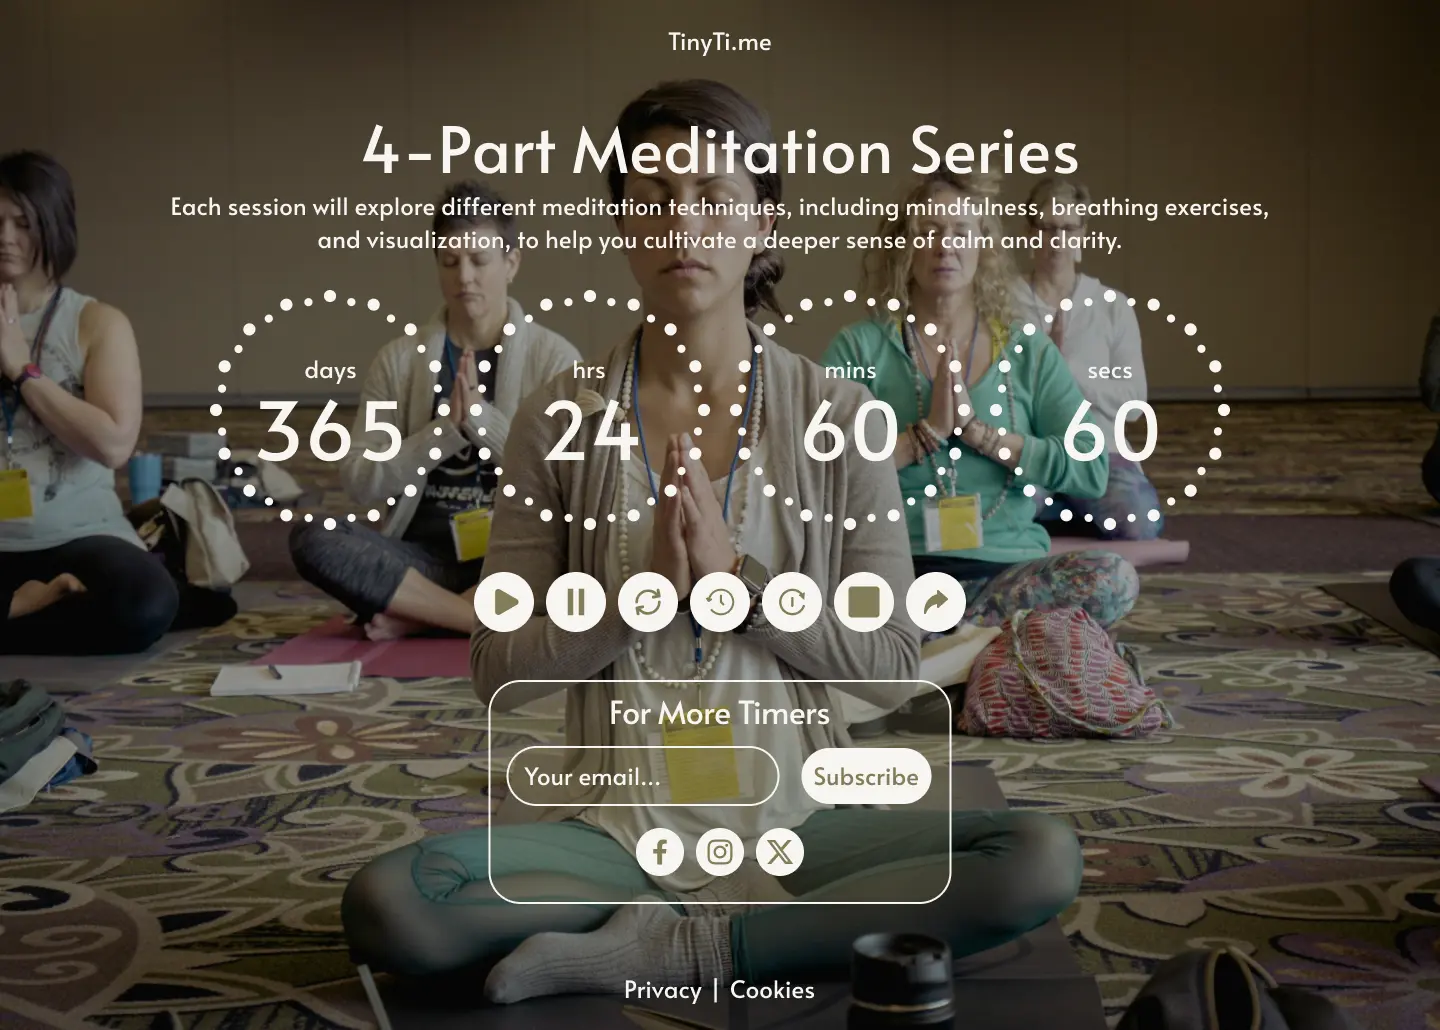 TinyTi.me
4-Part Meditation Series
Each session will explore different meditation techniques, including mindfulness, breathing exercises,
and visualization, to help you cultivate a deeper sense of calm and clarity.
days hrs mins secs
365 24 60 60
For More Timers
Your email... Subscribe
Privacy | Cookies